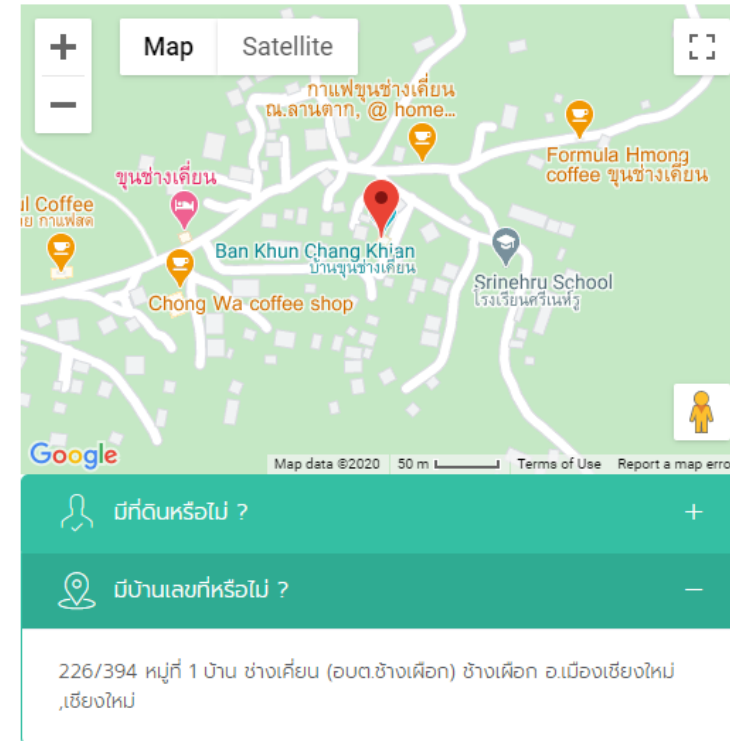 +
Map
Satellite
−
กาแฟขุนช่างเคี่ยน
ณ.ลานตาก, @ home...
Formula Hmong
coffee ขุนช่างเคี่ยน
ขุนช่างเคี่ยน
ul Coffee
ย กาแฟสด
Ban Khun Chang Khian
บ้านขุนช่างเคี่ยน
Srinehru School
โรงเรียนศรีเนห์รู
Chong Wa coffee shop
Google
Map data ©2020
50 m
Terms of Use
Report a map erro
มีที่ดินหรือไม่ ?
+
มีบ้านเลขที่หรือไม่ ?
−
226/394 หมู่ที่ 1 บ้าน ช่างเคี่ยน (อบต.ช้างเผือก) ช้างเผือก อ.เมืองเชียงใหม่
,เชียงใหม่